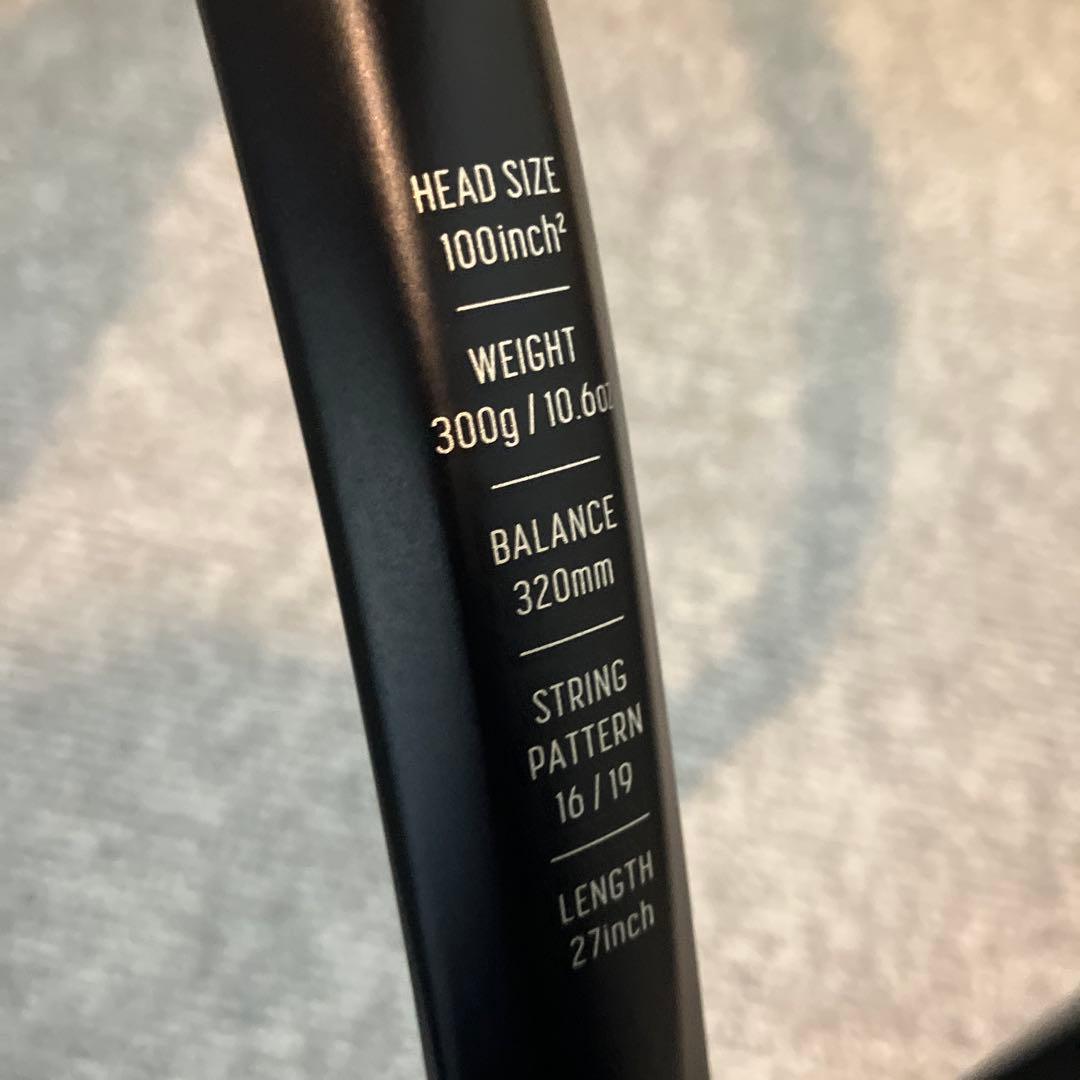 HEAD SIZE
100inch²
WEIGHT
300g / 10.6oz
BALANCE
320mm
STRING
PATTERN
16 / 19
LENGTH
27inch